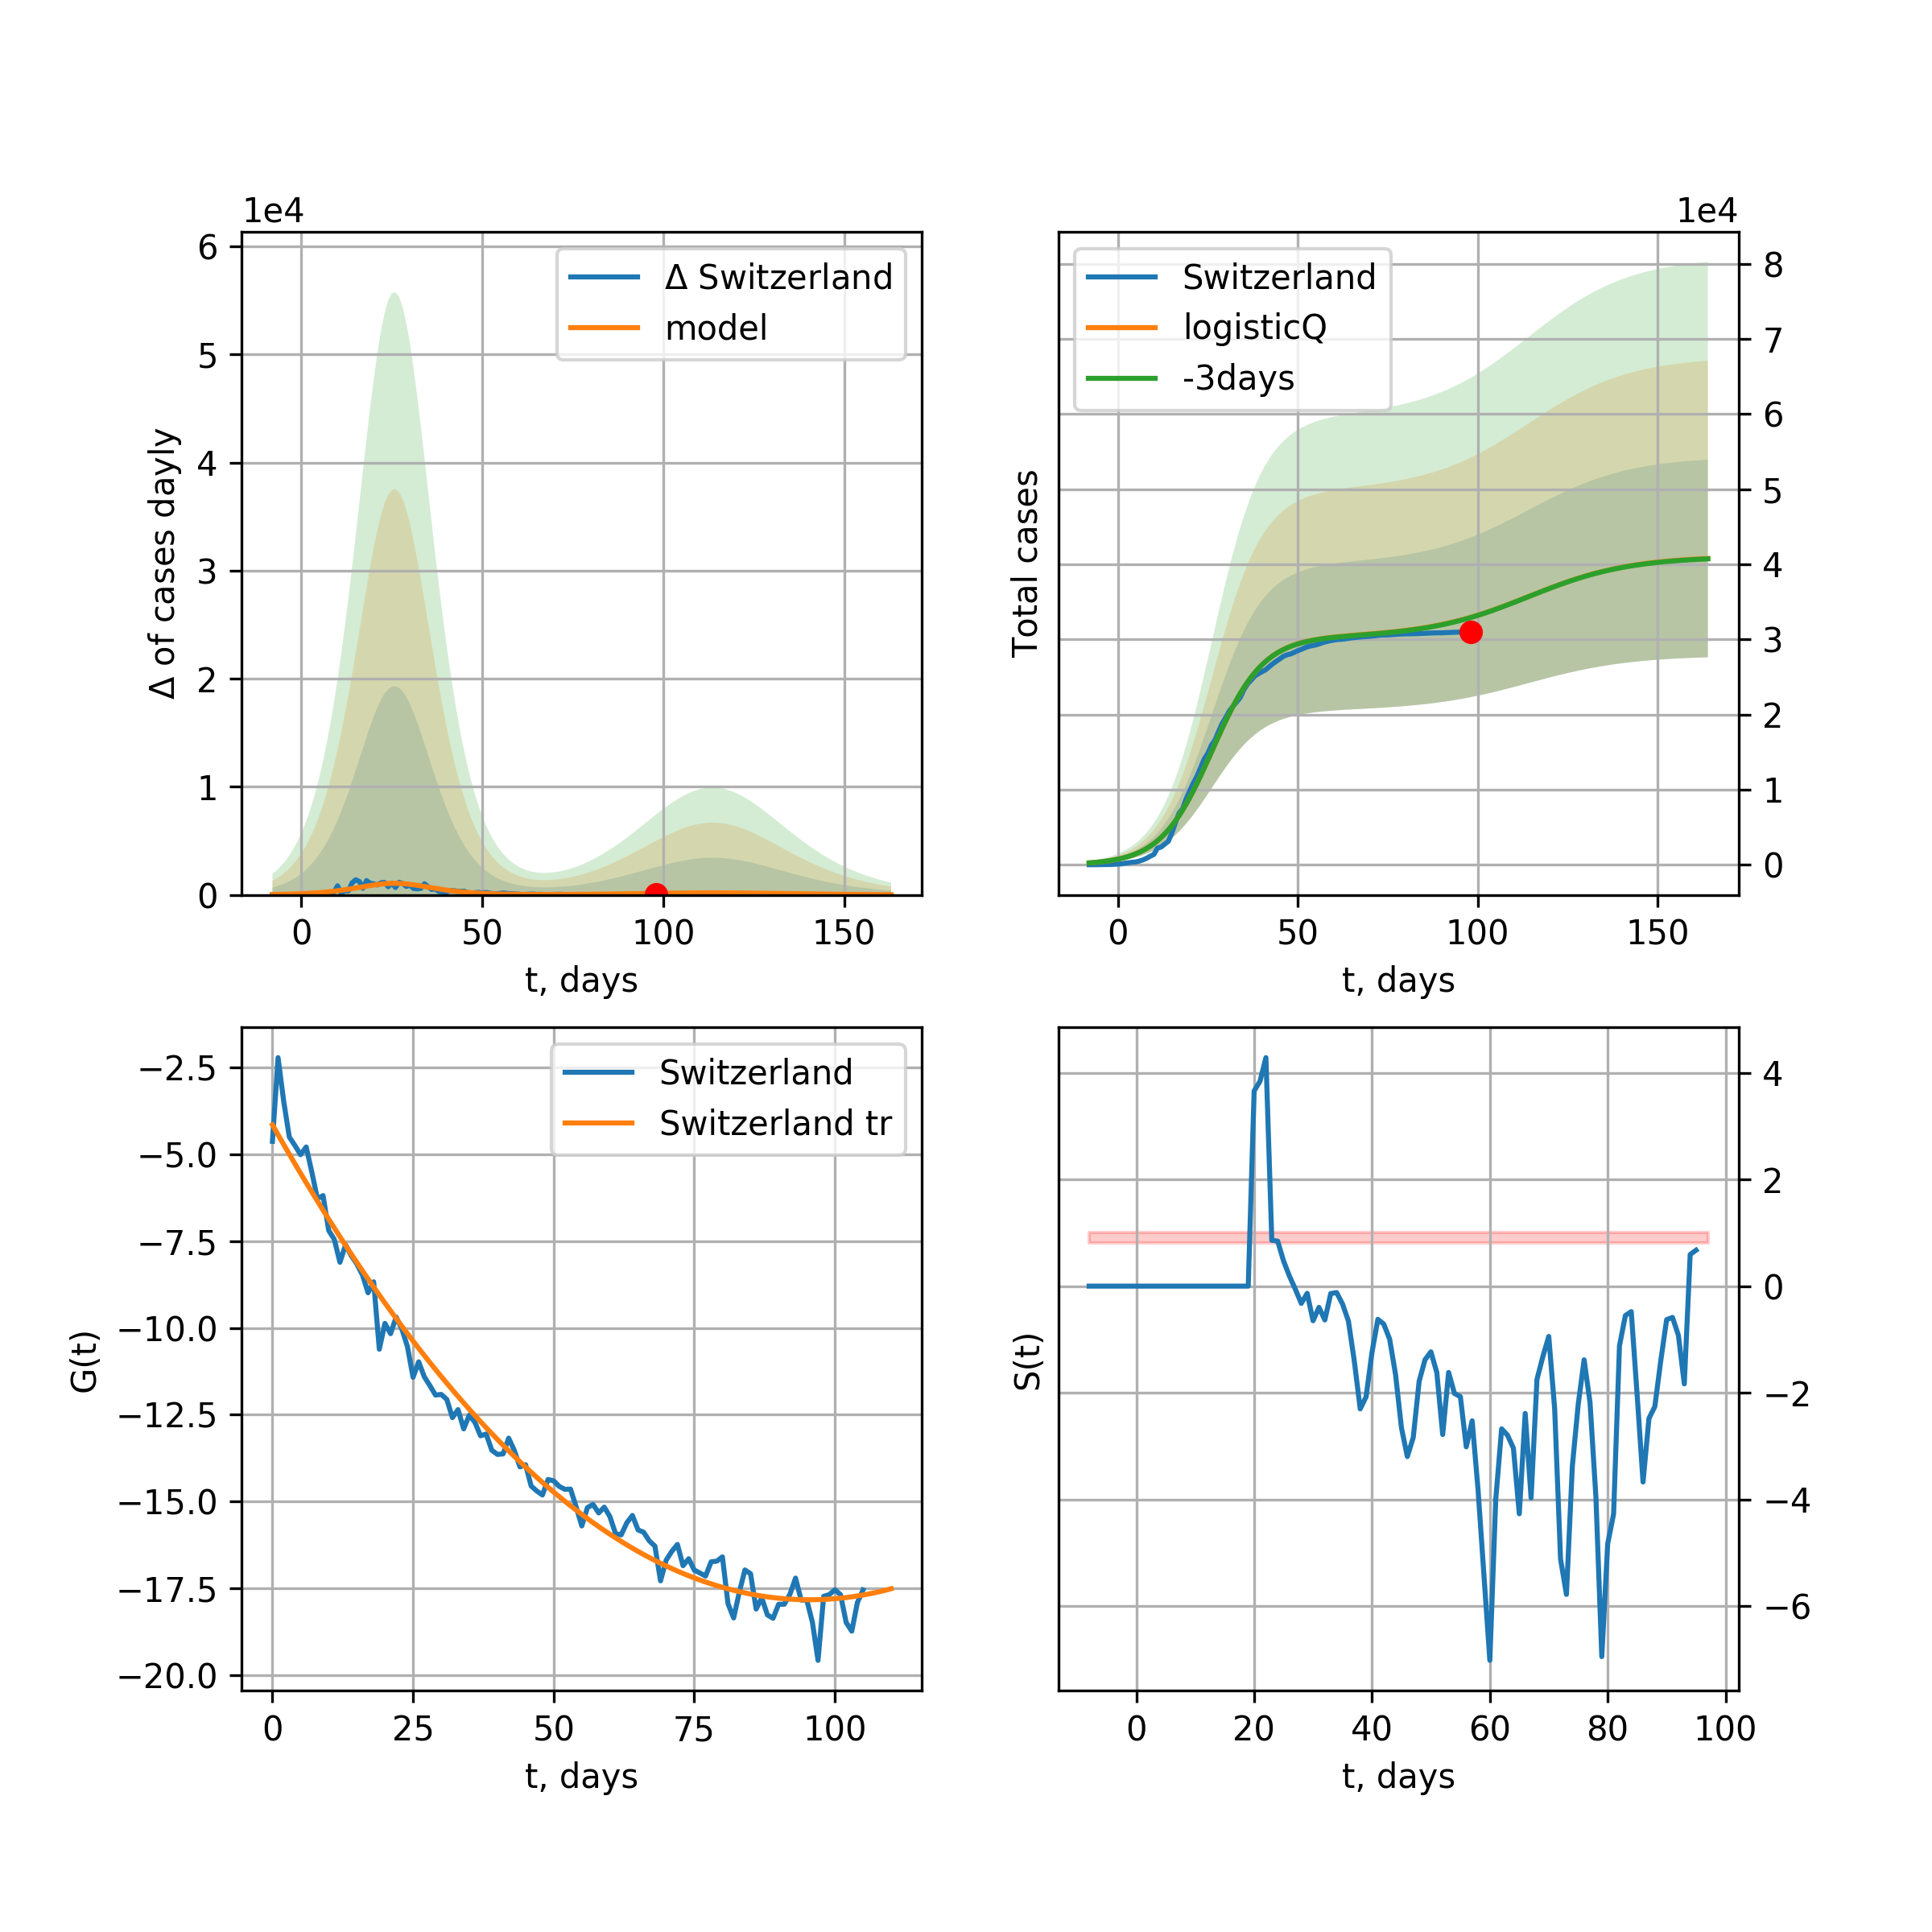 1e4
6
5
4
3
2
1
0
Δ of cases dayly
Δ Switzerland
model
0 50 100 150
t, days
1e4
8
7
6
5
4
3
2
1
0
Total cases
Switzerland
logisticQ
-3days
0 50 100 150
t, days
−2.5
−5.0
−7.5
−10.0
−12.5
−15.0
−17.5
−20.0
G(t)
Switzerland
Switzerland tr
0 25 50 75 100
t, days
4
2
0
−2
−4
−6
S(t)
0 20 40 60 80 100
t, days